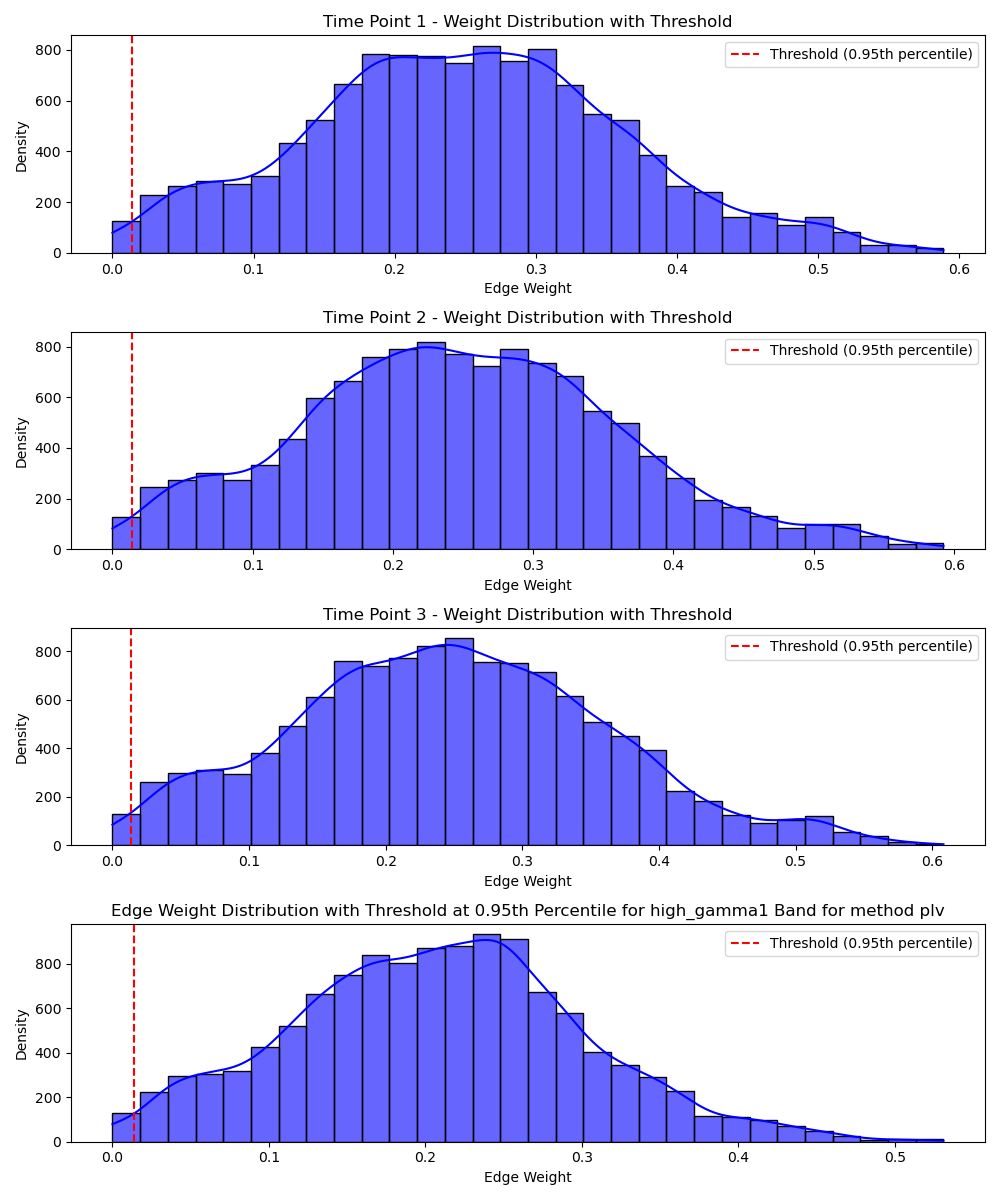 Time Point 1 - Weight Distribution with Threshold
Threshold (0.95th percentile)
Density
800
600
400
200
0
0.0 0.1 0.2 0.3 0.4 0.5 0.6
Edge Weight
Time Point 2 - Weight Distribution with Threshold
Threshold (0.95th percentile)
Density
800
600
400
200
0
0.0 0.1 0.2 0.3 0.4 0.5 0.6
Edge Weight
Time Point 3 - Weight Distribution with Threshold
Threshold (0.95th percentile)
Density
800
600
400
200
0
0.0 0.1 0.2 0.3 0.4 0.5 0.6
Edge Weight
Edge Weight Distribution with Threshold at 0.95th Percentile for high_gamma1 Band for method plv
Threshold (0.95th percentile)
Density
800
600
400
200
0
0.0 0.1 0.2 0.3 0.4 0.5
Edge Weight